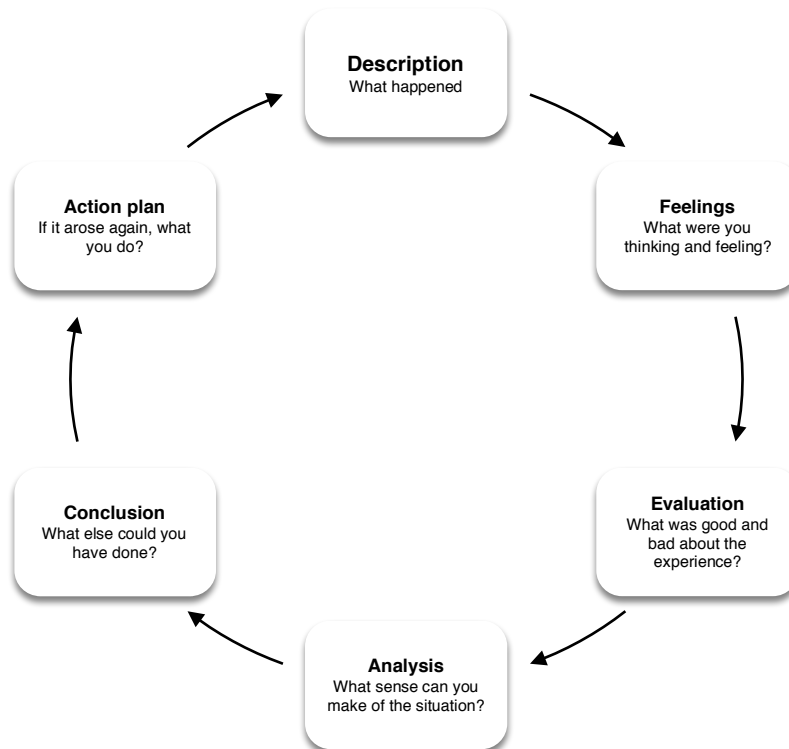 Description
What happened
Feelings
What were you
thinking and feeling?
Evaluation
What was good and
bad about the
experience?
Analysis
What sense can you
make of the situation?
Conclusion
What else could you
have done?
Action plan
If it arose again, what
you do?